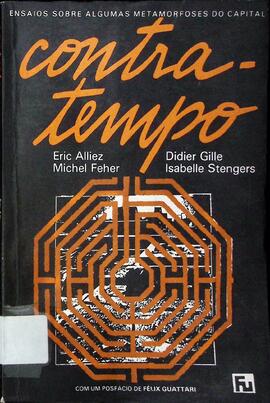 ENSAIOS SOBRE ALGUMAS METAMORFOSES DO CAPITAL
contra-
tempo
Eric Alliez
Michel Feher
Didier Gille
Isabelle Stengers
COM UM POSFÁCIO DE FÉLIX GUATTARI
FU